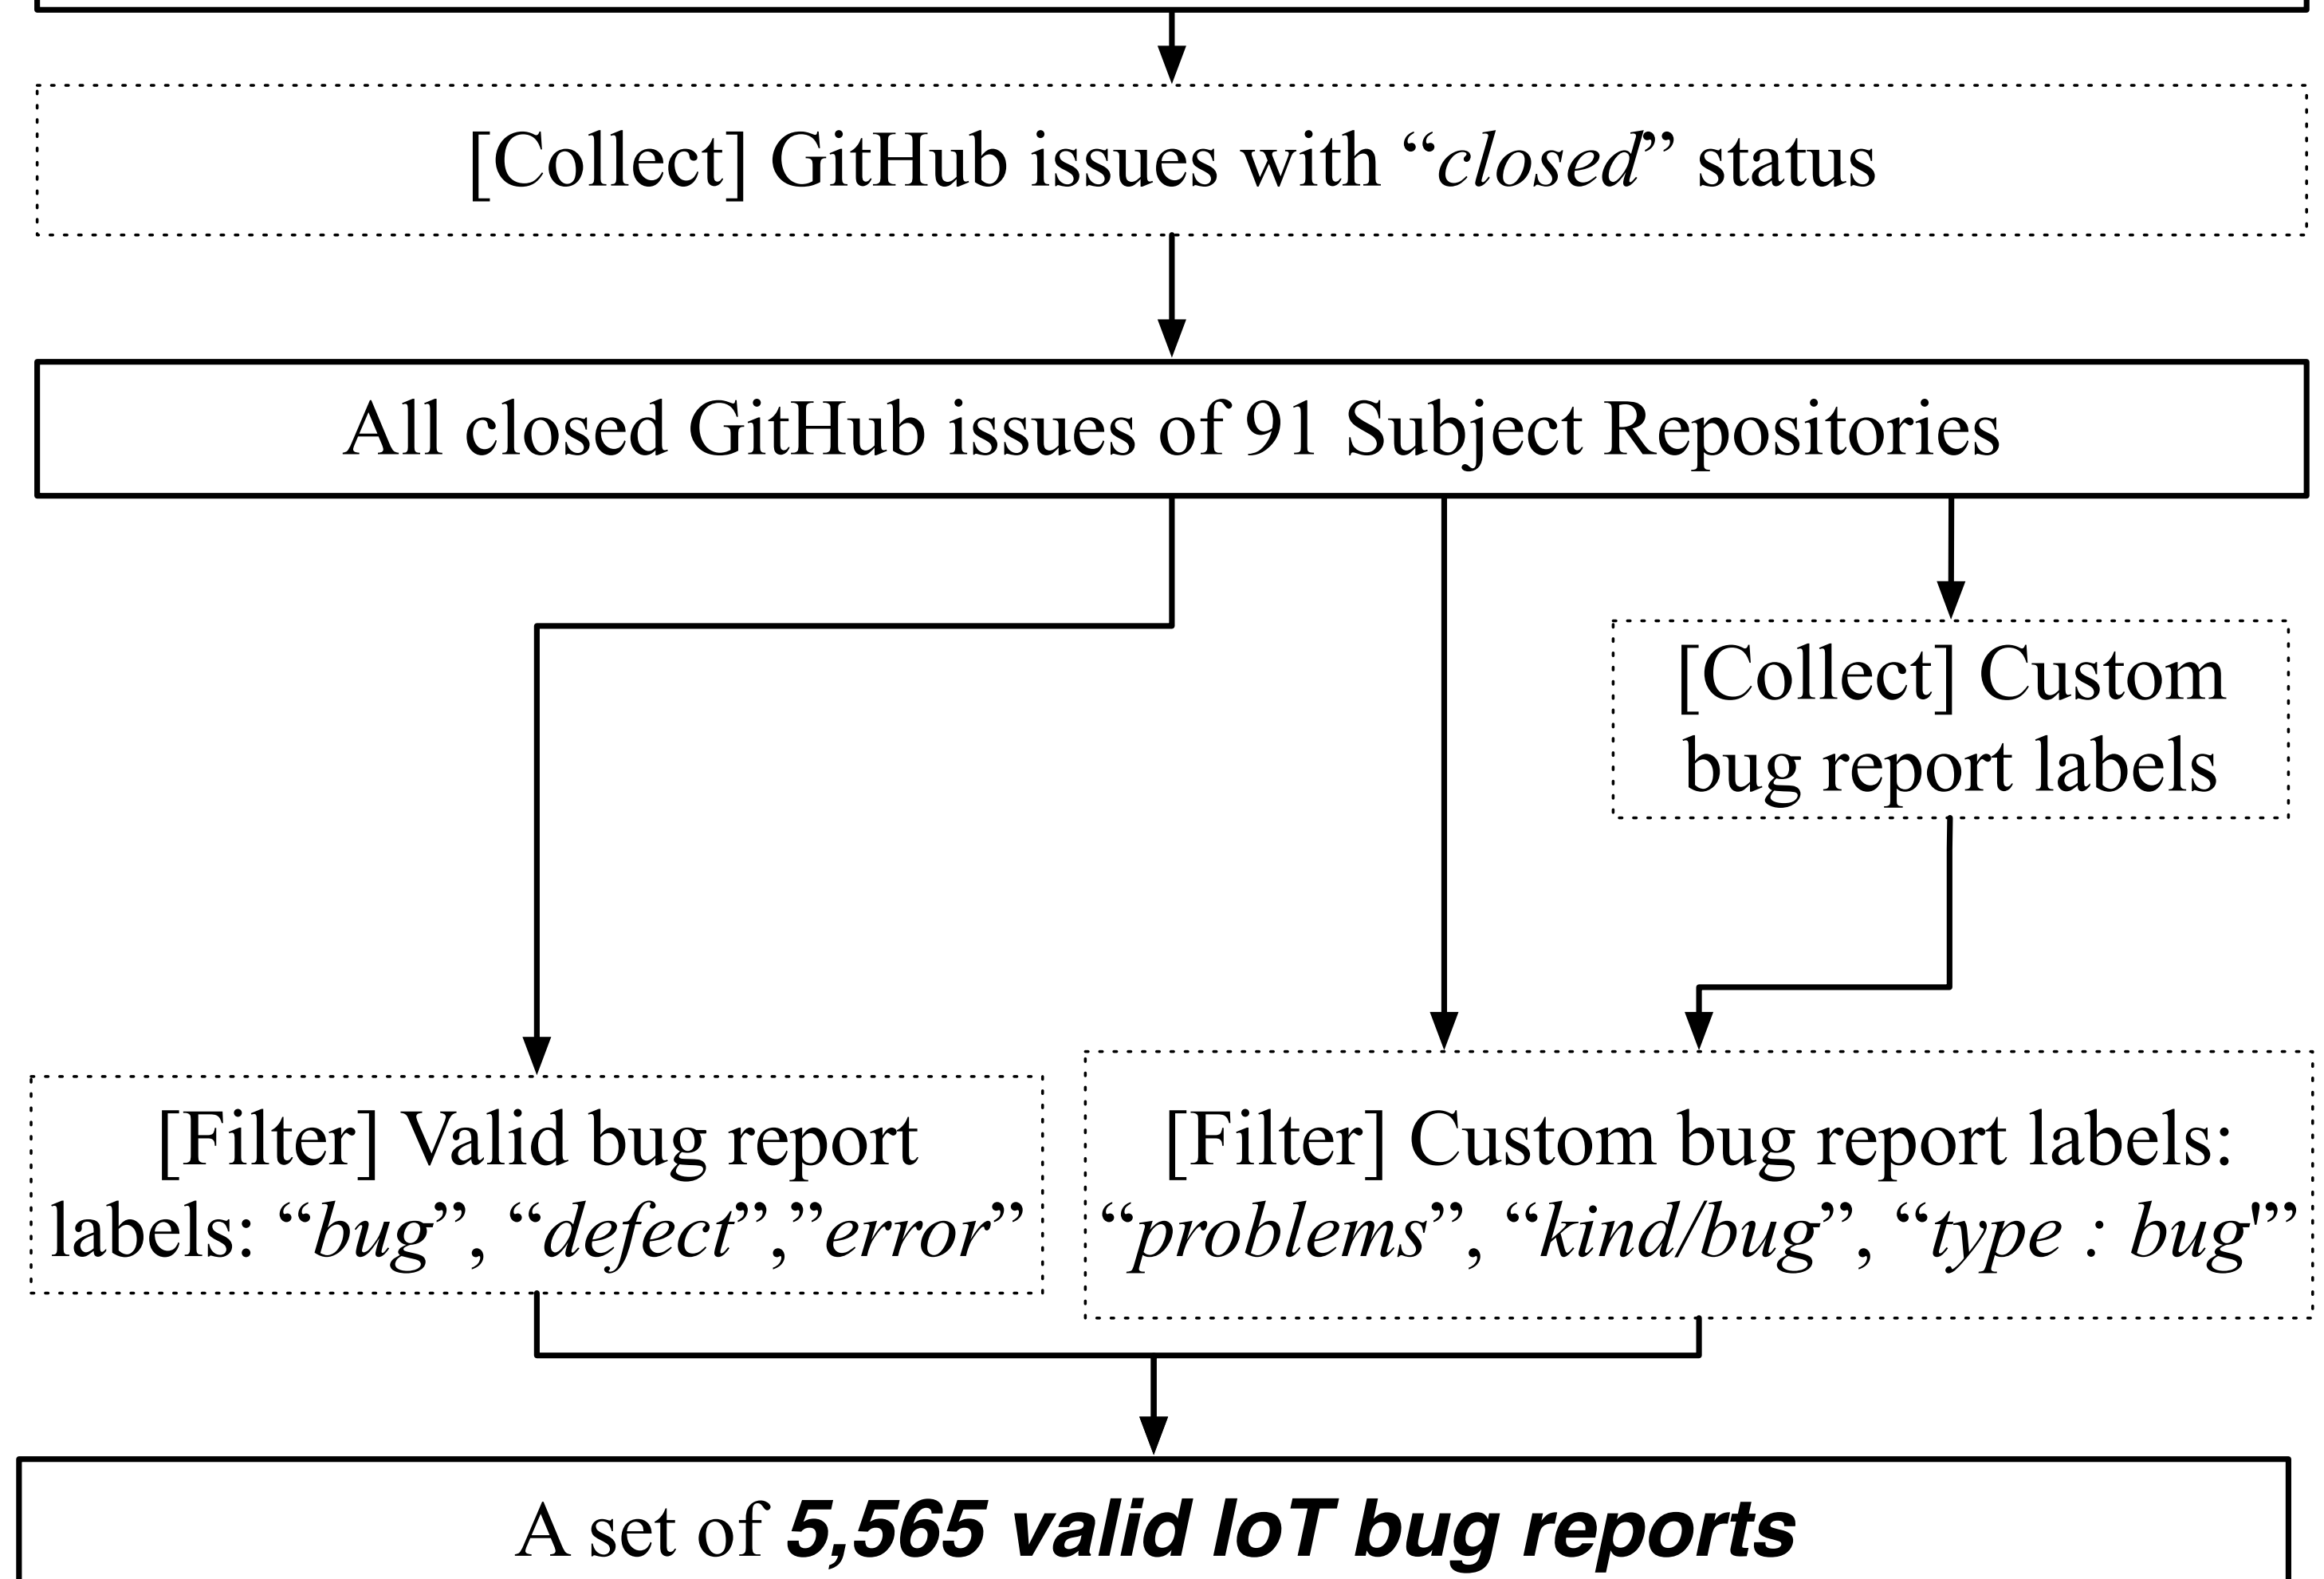 [Collect] GitHub issues with “closed” status
All closed GitHub issues of 91 Subject Repositories
[Collect] Custom
bug report labels
[Filter] Valid bug report
labels: “bug”, “defect”, ”error”
[Filter] Custom bug report labels:
“problems”, “kind/bug”, “type : bug'”
A set of 5,565 valid IoT bug reports